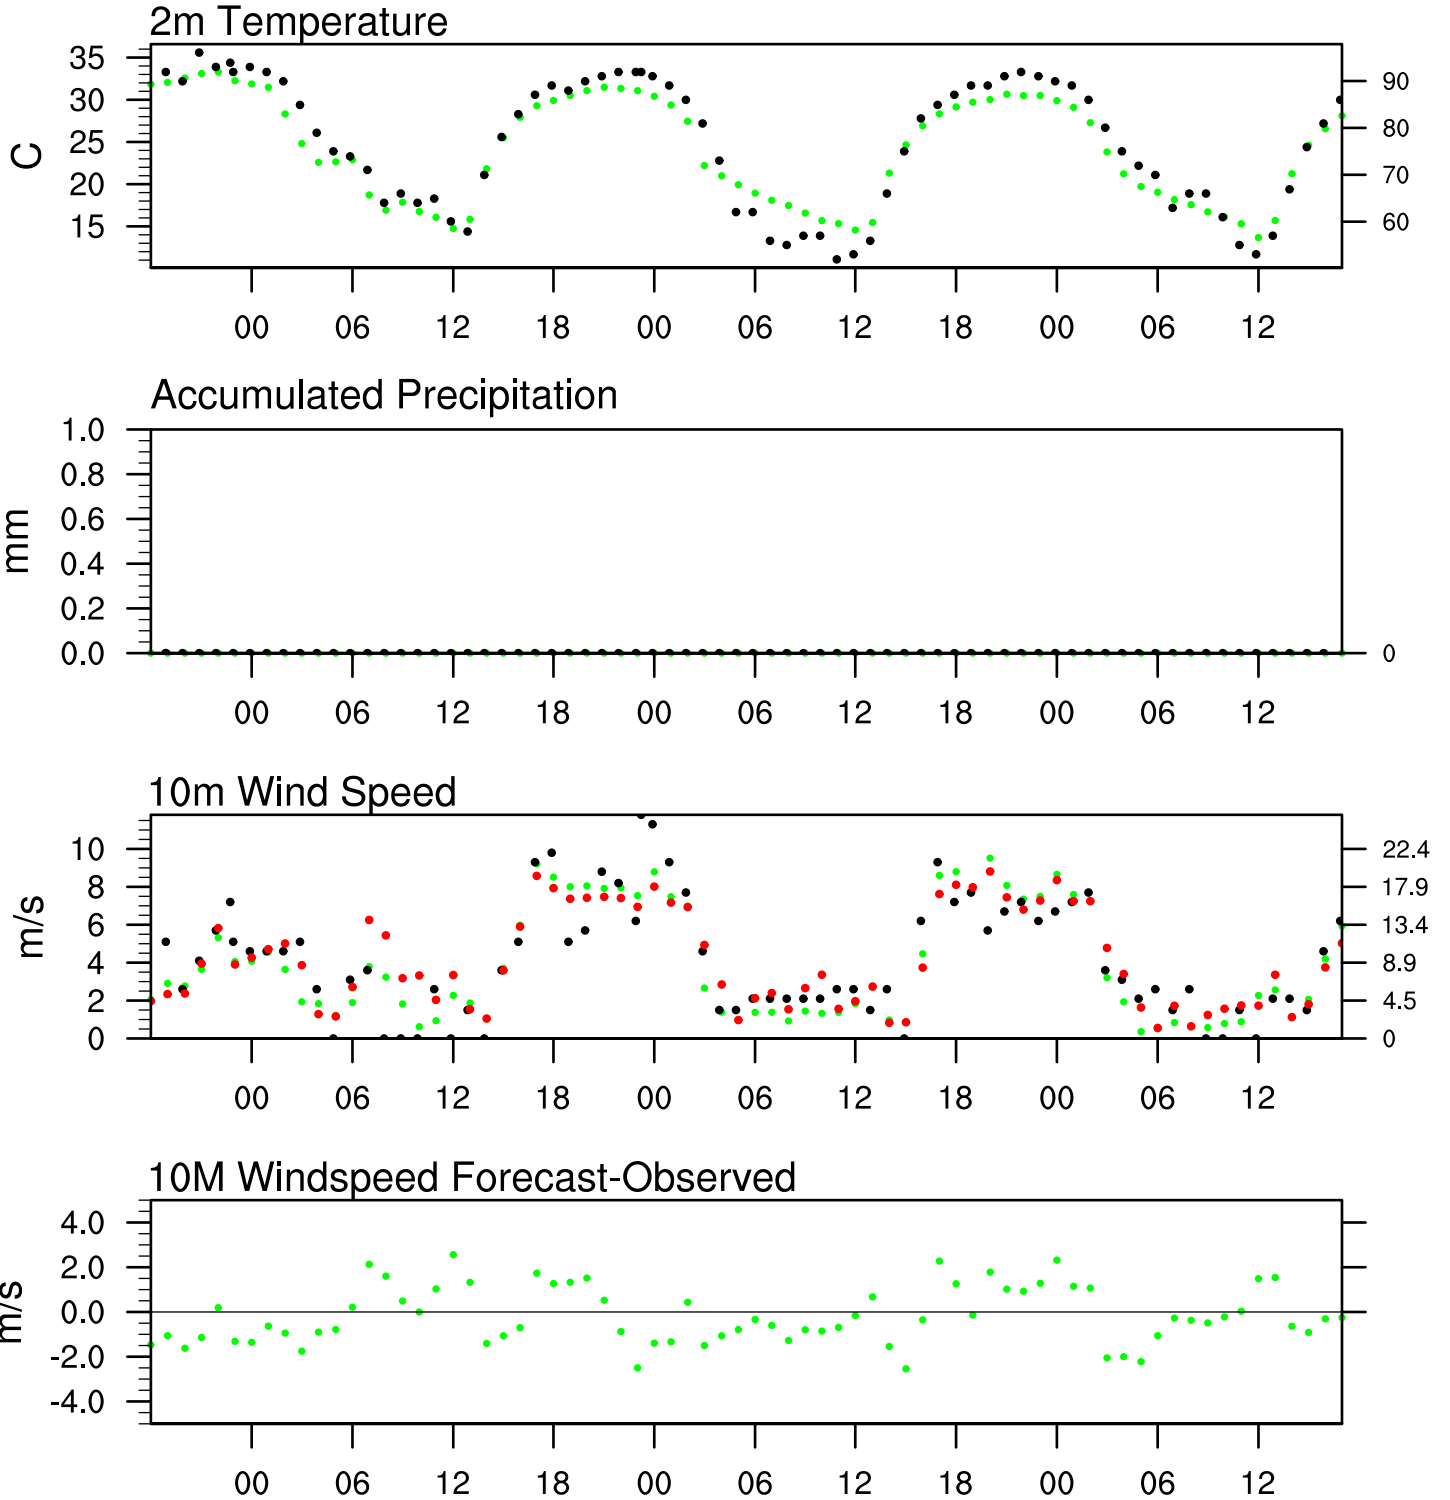 2m Temperature
35
30
25
20
15
C
90
80
70
60
00 06 12 18 00 06 12 18 00 06 12
Accumulated Precipitation
1.0
0.8
0.6
0.4
0.2
0.0
mm
0
00 06 12 18 00 06 12 18 00 06 12
10m Wind Speed
10
8
6
4
2
0
m/s
22.4
17.9
13.4
8.9
4.5
0
00 06 12 18 00 06 12 18 00 06 12
10M Windspeed Forecast-Observed
4.0
2.0
0.0
-2.0
-4.0
m/s
00 06 12 18 00 06 12 18 00 06 12